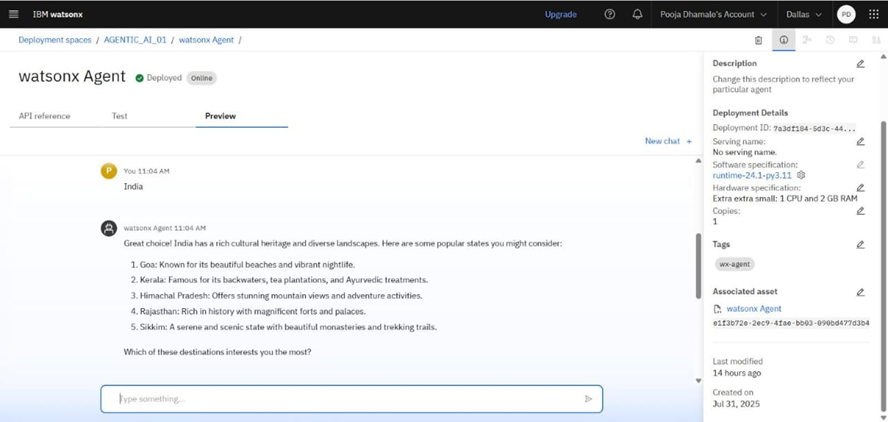 IBM watsonx
Upgrade
Pooja Dhamale's Account
Dallas
PD
Deployment spaces / AGENTIC_AI_01 / watsonx Agent /
watsonx Agent
Deployed
Online
API reference
Test
Preview
New chat +
P
You 11:04 AM
India
watsonx Agent 11:04 AM
Great choice! India has a rich cultural heritage and diverse landscapes. Here are some popular states you might consider:
1. Goa: Known for its beautiful beaches and vibrant nightlife.
2. Kerala: Famous for its backwaters, tea plantations, and Ayurvedic treatments.
3. Himachal Pradesh: Offers stunning mountain views and adventure activities.
4. Rajasthan: Rich in history with magnificent forts and palaces.
5. Sikkim: A serene and scenic state with beautiful monasteries and trekking trails.
Which of these destinations interests you the most?
Type something...
Description
Change this description to reflect your
particular agent
Deployment Details
Deployment ID: 7a3df184-5d3c-44...
Serving name:
No serving name.
Software specification:
runtime-24.1-py3.11
Hardware specification:
Extra extra small: 1 CPU and 2 GB RAM
Copies:
1
Tags
wx-agent
Associated asset
watsonx Agent
e1f3b72e-2ec9-4fae-bb03-090bd477d3b4
Last modified
14 hours ago
Created on
Jul 31, 2025